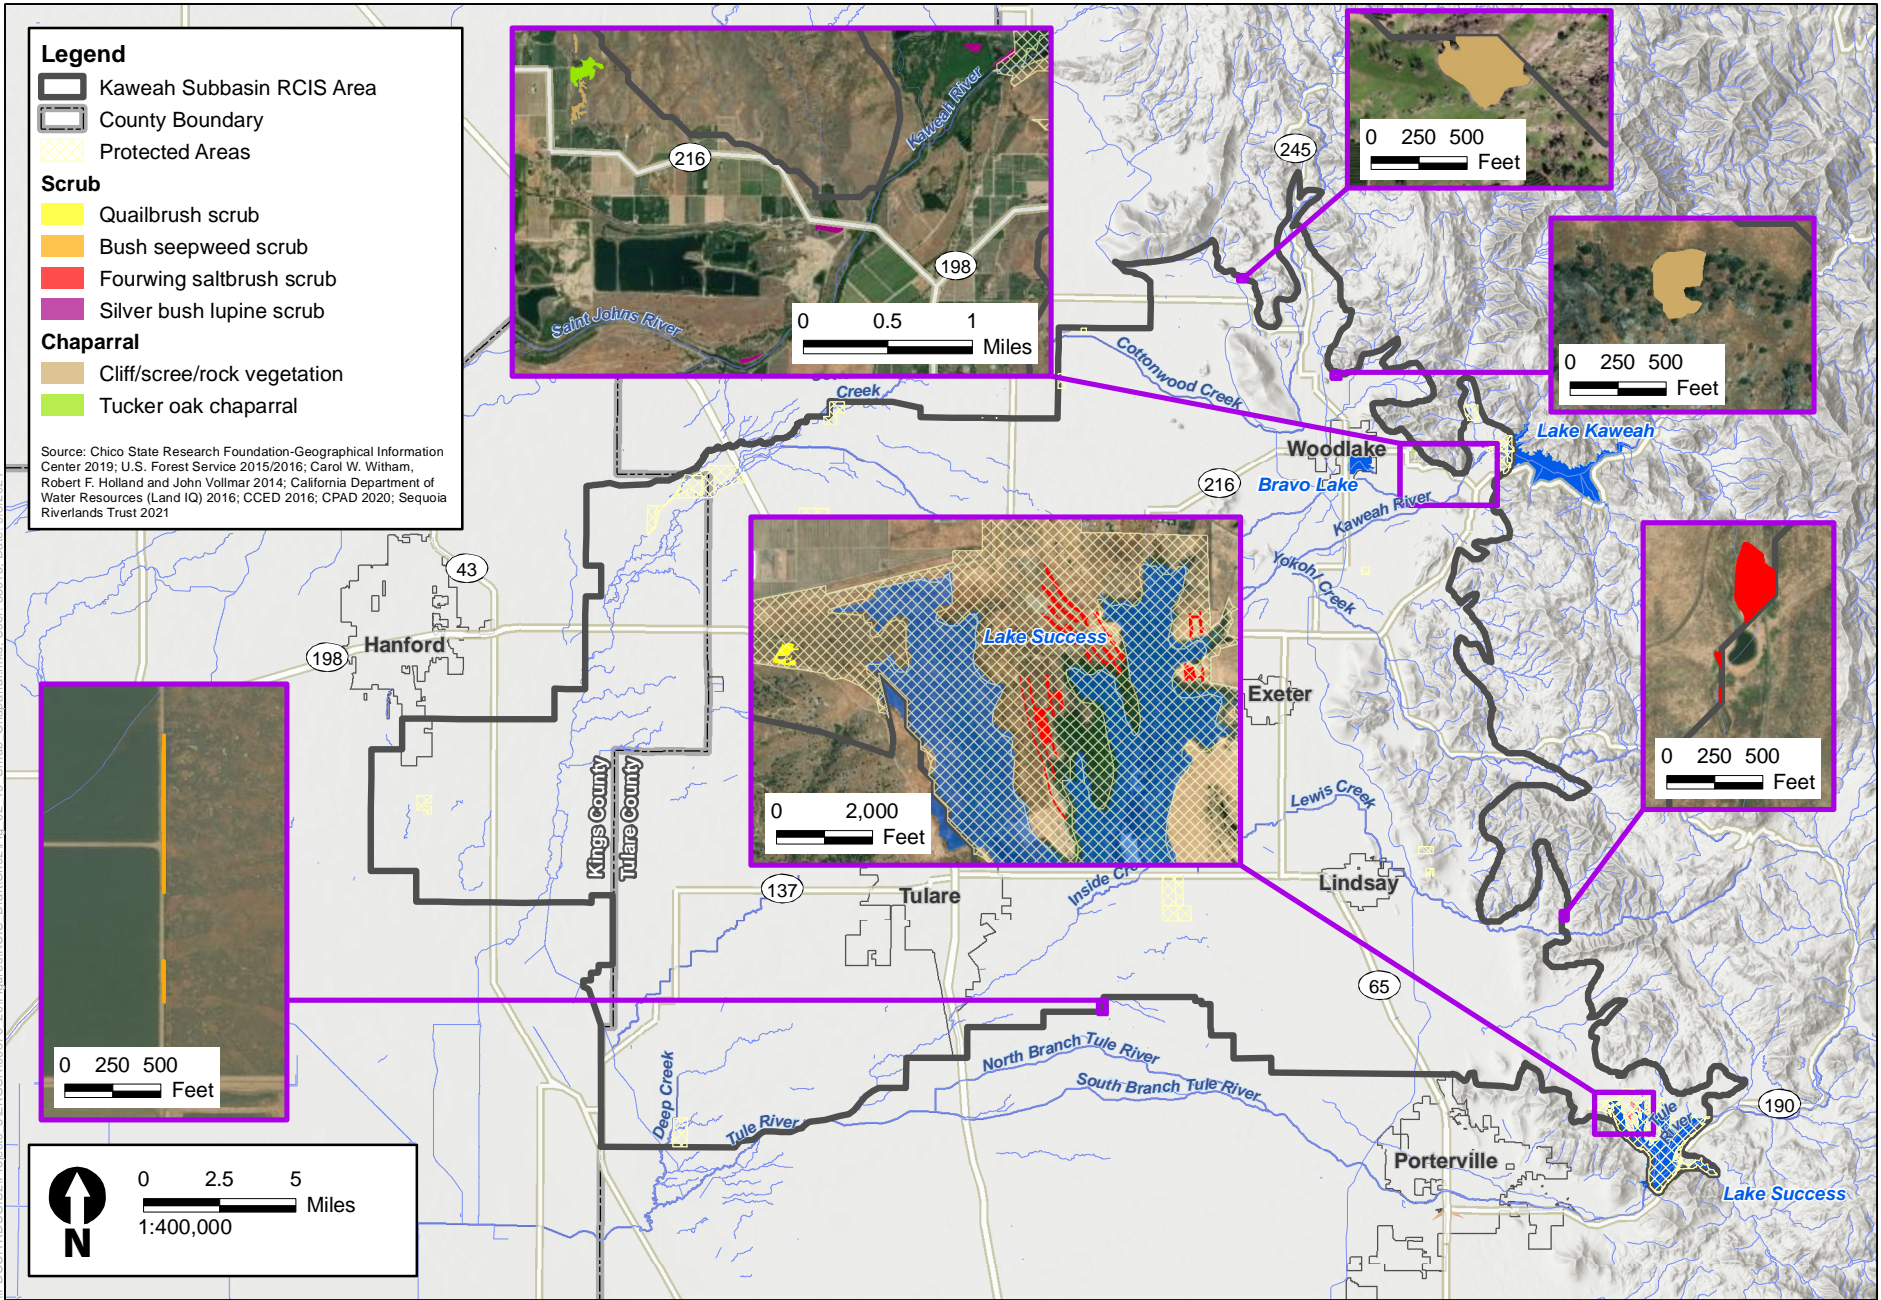 Legend
Kaweah Subbasin RCIS Area
County Boundary
Protected Areas
Scrub
Quailbrush scrub
Bush seepweed scrub
Fourwing saltbrush scrub
Silver bush lupine scrub
Chaparral
Cliff/scree/rock vegetation
Tucker oak chaparral
Source: Chico State Research Foundation-Geographical Information
Center 2019; U.S. Forest Service 2015/2016; Carol W. Witham,
Robert F. Holland and John Vollmar 2014; California Department of
Water Resources (Land IQ) 2016; CCED 2016; CPAD 2020; Sequoia
Riverlands Trust 2021
216
198
Kaweah River
Saint Johns River
0 0.5 1
Miles
245
0 250 500
Feet
0 250 500
Feet
Creek
Cottonwood Creek
Woodlake
Bravo Lake
Lake Kaweah
216
Kaweah River
Yokohl Creek
43
Hanford
198
Lake Success
0 2,000
Feet
Exeter
0 250 500
Feet
Kings County
Tulare County
Lewis Creek
Lindsay
137
Tulare
Inside Cre
65
0 250 500
Feet
North Branch Tule River
South Branch Tule River
Deep Creek
Tule River
Tule
River
190
Porterville
Lake Success
N
0 2.5 5
Miles
1:400,000